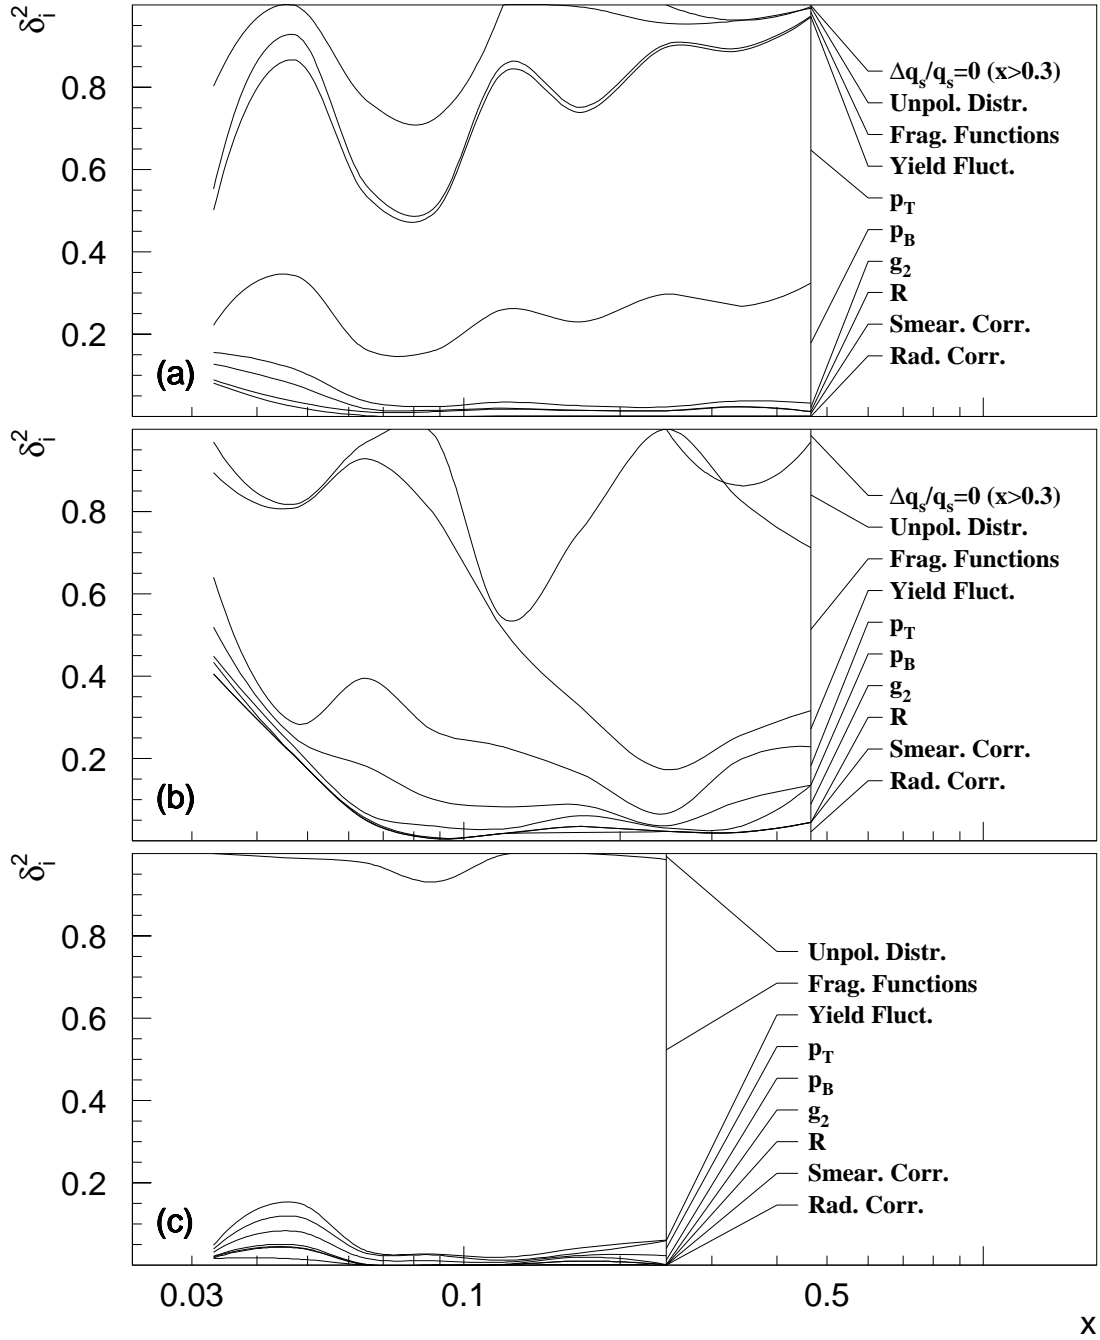 δᵢ²
0.8
0.6
0.4
0.2
(a)
Δqₛ/qₛ=0 (x>0.3)
Unpol. Distr.
Frag. Functions
Yield Fluct.
p_T
p_B
g₂
R
Smear. Corr.
Rad. Corr.
δᵢ²
0.8
0.6
0.4
0.2
(b)
Δqₛ/qₛ=0 (x>0.3)
Unpol. Distr.
Frag. Functions
Yield Fluct.
p_T
p_B
g₂
R
Smear. Corr.
Rad. Corr.
δᵢ²
0.8
0.6
0.4
0.2
(c)
Unpol. Distr.
Frag. Functions
Yield Fluct.
p_T
p_B
g₂
R
Smear. Corr.
Rad. Corr.
0.03 0.1 0.5
x